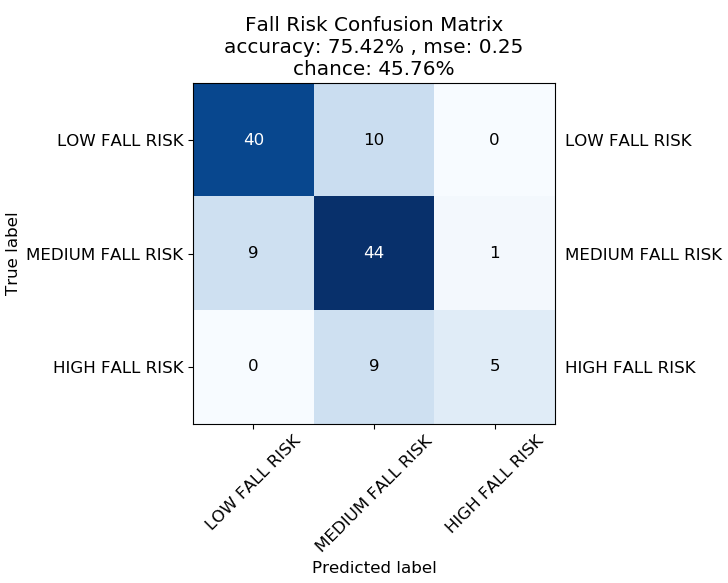 Fall Risk Confusion Matrix
accuracy: 75.42% , mse: 0.25
chance: 45.76%
True label
LOW FALL RISK 40 10 0 LOW FALL RISK
MEDIUM FALL RISK 9 44 1 MEDIUM FALL RISK
HIGH FALL RISK 0 9 5 HIGH FALL RISK
LOW FALL RISK MEDIUM FALL RISK HIGH FALL RISK
Predicted label